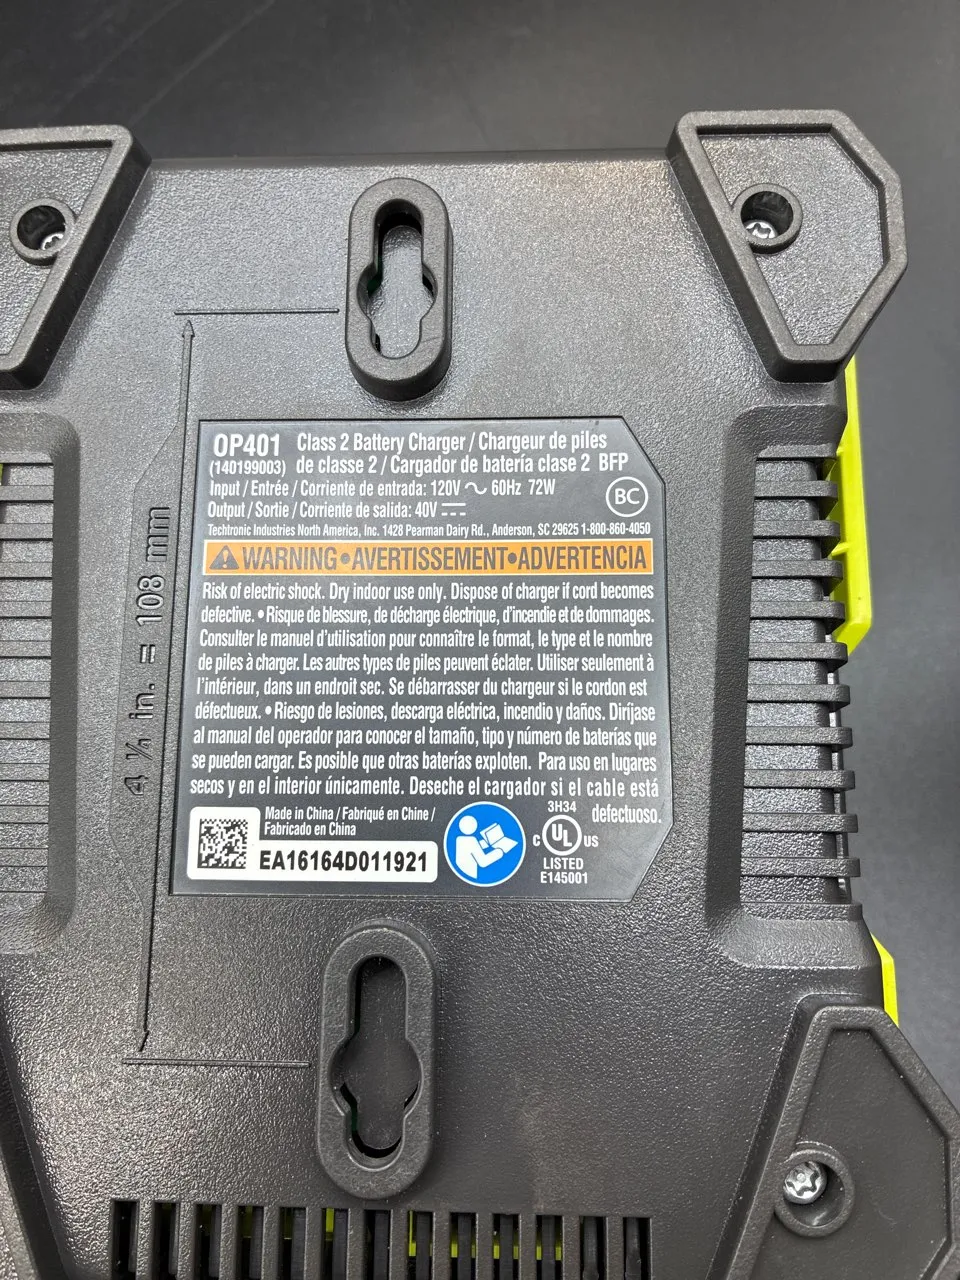 OP401 Class 2 Battery Charger / Chargeur de piles
(140199003) de classe 2 / Cargador de batería clase 2 BFP
Input / Entrée / Corriente de entrada: 120V ~ 60Hz 72W
BC
Output / Sortie / Corriente de salida: 40V ⎓
Techtronic Industries North America, Inc. 1428 Pearman Dairy Rd., Anderson, SC 29625 1-800-860-4050
WARNING•AVERTISSEMENT•ADVERTENCIA
Risk of electric shock. Dry indoor use only. Dispose of charger if cord becomes
defective. • Risque de blessure, de décharge électrique, d'incendie et de dommages.
Consulter le manuel d'utilisation pour connaître le format, le type et le nombre
de piles à charger. Les autres types de piles peuvent éclater. Utiliser seulement à
l'intérieur, dans un endroit sec. Se débarrasser du chargeur si le cordon est
défectueux. • Riesgo de lesiones, descarga eléctrica, incendio y daños. Diríjase
al manual del operador para conocer el tamaño, tipo y número de baterías que
se pueden cargar. Es posible que otras baterías exploten. Para uso en lugares
secos y en el interior únicamente. Deseche el cargador si el cable está
defectuoso.
Made in China / Fabriqué en Chine /
Fabricado en China
EA16164D011921
3H34
C UL US
LISTED
E145001
4 1/4 in. = 108 mm